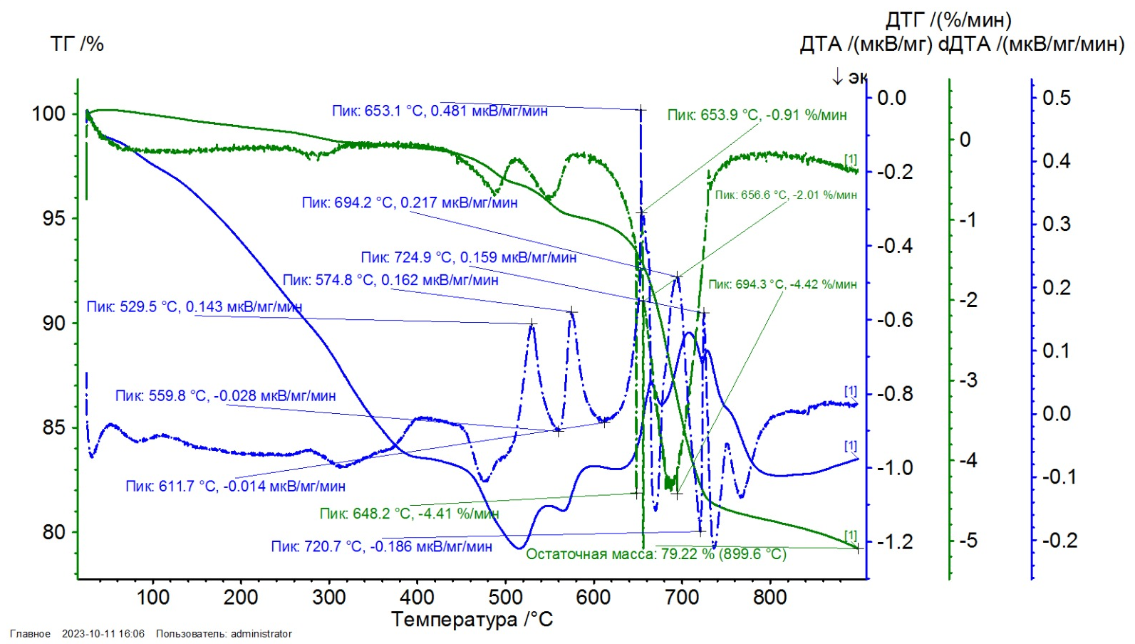 ДТГ /(%/мин)
ТГ /%
ДТА /(мкВ/мг) dДТА /(мкВ/мг/мин)
↓ эк
100
95
90
85
80
0.0
-0.2
-0.4
-0.6
-0.8
-1.0
-1.2
0
-1
-2
-3
-4
-5
0.5
0.4
0.3
0.2
0.1
0.0
-0.1
-0.2
Пик: 653.1 °C, 0.481 мкВ/мг/мин
Пик: 653.9 °C, -0.91 %/мин
[1]
Пик: 656.6 °C, -2.01 %/мин
Пик: 694.2 °C, 0.217 мкВ/мг/мин
Пик: 724.9 °C, 0.159 мкВ/мг/мин
Пик: 574.8 °C, 0.162 мкВ/мг/мин
Пик: 694.3 °C, -4.42 %/мин
Пик: 529.5 °C, 0.143 мкВ/мг/мин
Пик: 559.8 °C, -0.028 мкВ/мг/мин
[1]
[1]
Пик: 611.7 °C, -0.014 мкВ/мг/мин
Пик: 648.2 °C, -4.41 %/мин
[1]
Пик: 720.7 °C, -0.186 мкВ/мг/мин
Остаточная масса: 79.22 % (899.6 °C)
100 200 300 400 500 600 700 800
Температура /°C
Главное 2023-10-11 16:06 Пользователь: administrator